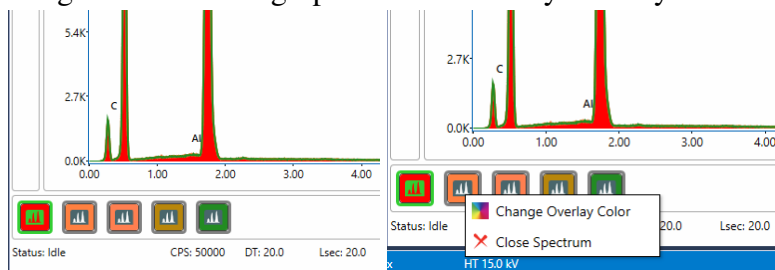 5.4K
2.7K
C
Al
0.0K
0.00 1.00 2.00 3.00 4.00
Status: Idle CPS: 50000 DT: 20.0 Lsec: 20.0
2.7K
C
Al
0.0K
0.00 1.00 2.00 3.00 4.00
Change Overlay Color
Status: Idle 20.0 Lsec: 20.0
Close Spectrum
x HT 15.0 kV